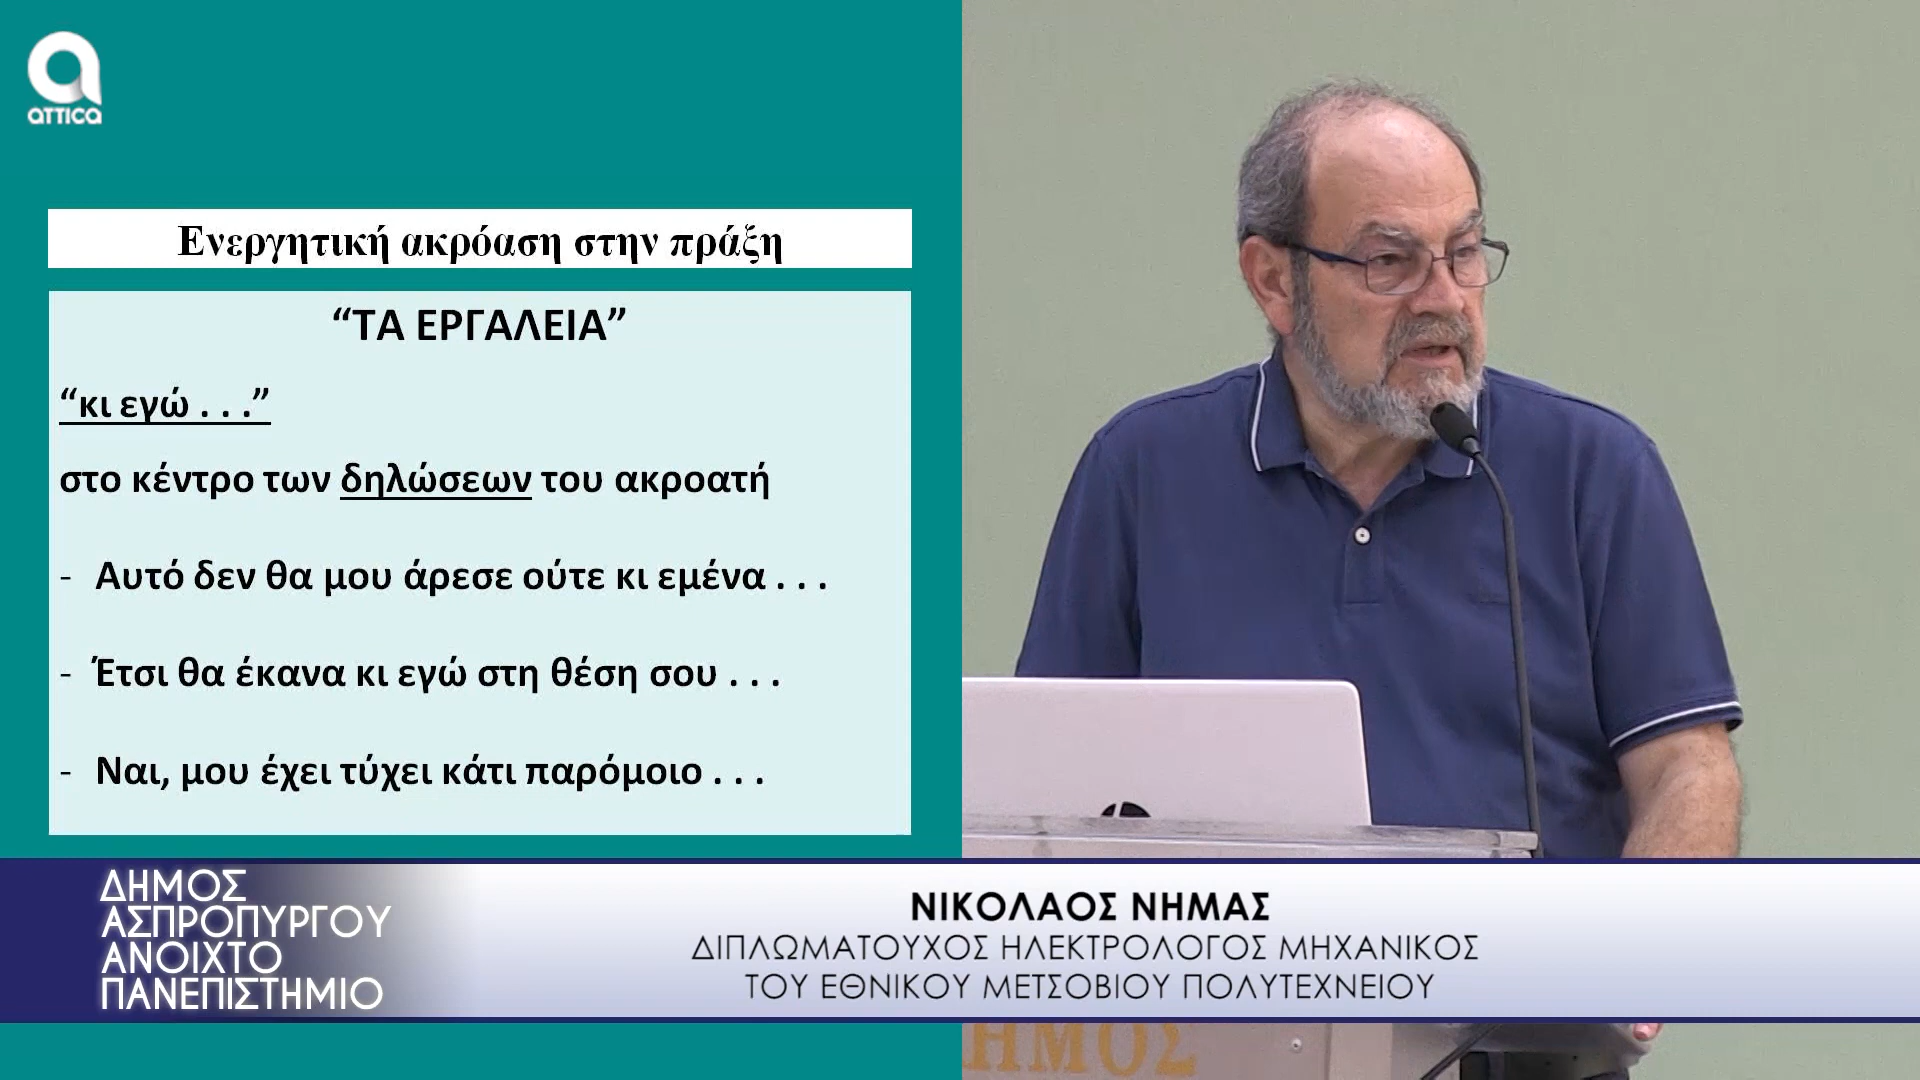 αττica
Ενεργητική ακρόαση στην πράξη
“ΤΑ ΕΡΓΑΛΕΙΑ”
“κι εγώ . . .”
στο κέντρο των δηλώσεων του ακροατή
- Αυτό δεν θα μου άρεσε ούτε κι εμένα . . .
- Έτσι θα έκανα κι εγώ στη θέση σου . . .
- Ναι, μου έχει τύχει κάτι παρόμοιο . . .
ΔΗΜΟΣ
ΑΣΠΡΟΠΥΡΓΟΥ
ΑΝΟΙΧΤΟ
ΠΑΝΕΠΙΣΤΗΜΙΟ
ΝΙΚΟΛΑΟΣ ΝΗΜΑΣ
ΔΙΠΛΩΜΑΤΟΥΧΟΣ ΗΛΕΚΤΡΟΛΟΓΟΣ ΜΗΧΑΝΙΚΟΣ
ΤΟΥ ΕΘΝΙΚΟΥ ΜΕΤΣΟΒΙΟΥ ΠΟΛΥΤΕΧΝΕΙΟΥ
ΔΗΜΟΣ